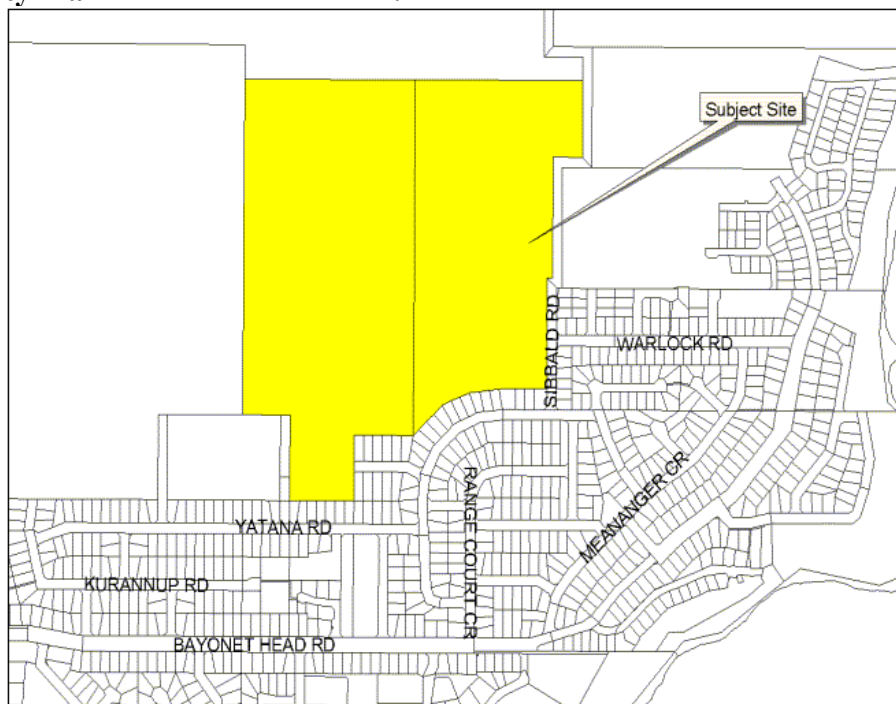 Subject Site
SIBBALD RD
WARLOCK RD
MEANANGER CR
RANGE COURT CR
YATANA RD
KURANNUP RD
BAYONET HEAD RD